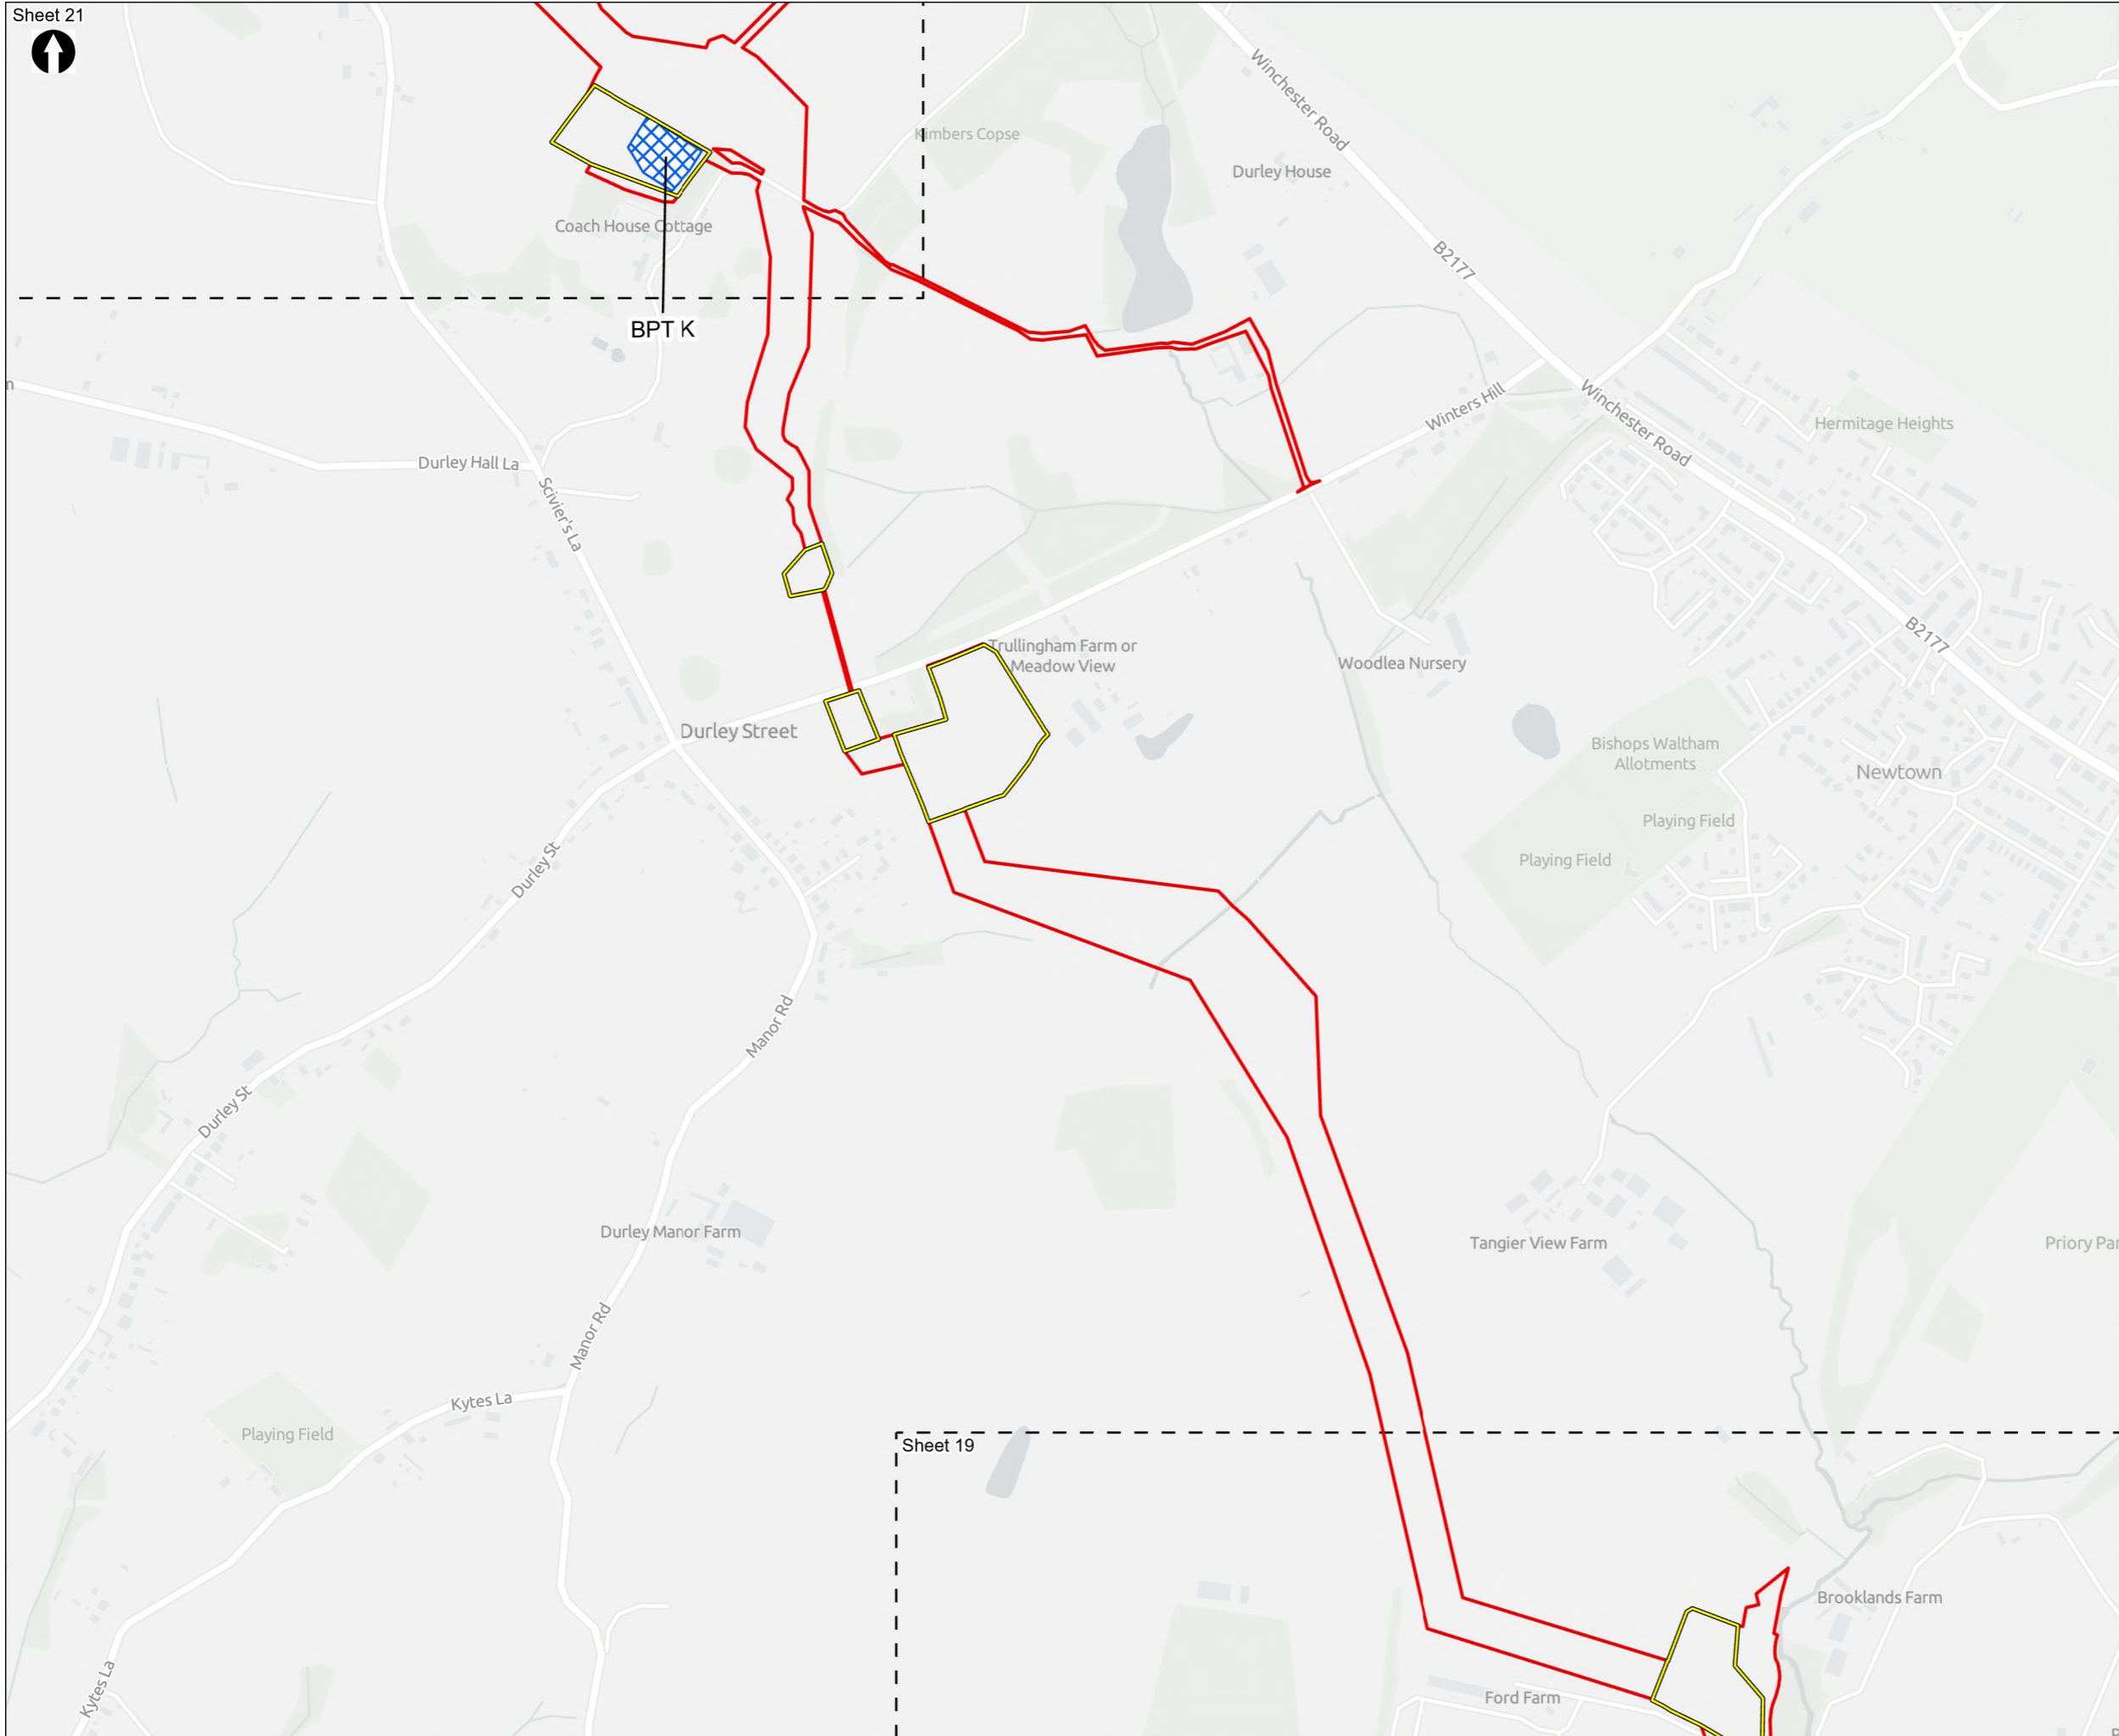 Sheet 21
Winchester Road
Kimbers Copse
Durley House
Coach House Cottage
B2177
BPT K
Winters Hill
Winchester Road
Hermitage Heights
Durley Hall La
Scivier's La
B2177
Trullingham Farm or
Meadow View
Woodlea Nursery
Durley Street
Bishops Waltham
Allotments
Newtown
Playing Field
Playing Field
Durley St
Manor Rd
Durley St
Durley Manor Farm
Tangier View Farm
Priory Par
Manor Rd
Kytes La
Playing Field
Sheet 19
Brooklands Farm
Kytes La
Ford Farm